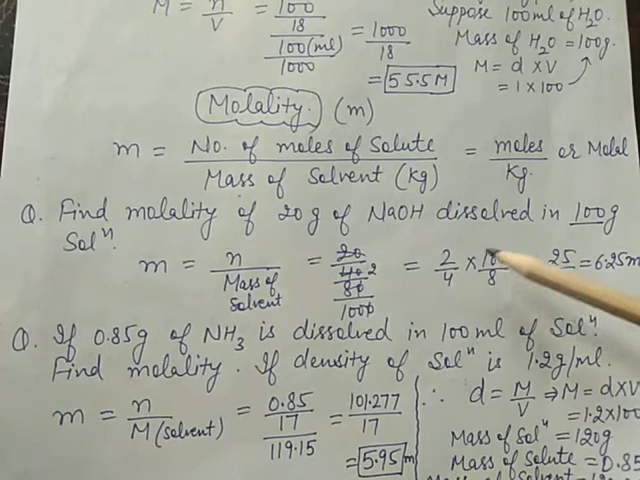 M = n/V = 100/18 / 100(ml)/1000 = 1000/18
= 55.5M
Suppose 100ml of H₂O.
Mass of H₂O = 100g.
M = d × V
= 1 × 100
Molality. (m)
m = No. of moles of Solute / Mass of Solvent (Kg) = moles / Kg. or Molal
Q. Find molality of 20g of NaOH dissolved in 100g
Solⁿ.
m = n / Mass of Solvent = 20/40 2 / 80/1000 = 2/4 × 8 25 = 6.25m
Q. If 0.85g of NH₃ is dissolved in 100ml of Solⁿ.
Find molality. If density of Solⁿ is 1.2g/ml.
m = n / M(solvent) = 0.85/17 / 119.15 = 101.277 / 17
= 5.95 m
∴ d = M/V ⇒ M = d×V
= 1.2×100
Mass of Solⁿ = 120g
Mass of Solute = 0.85